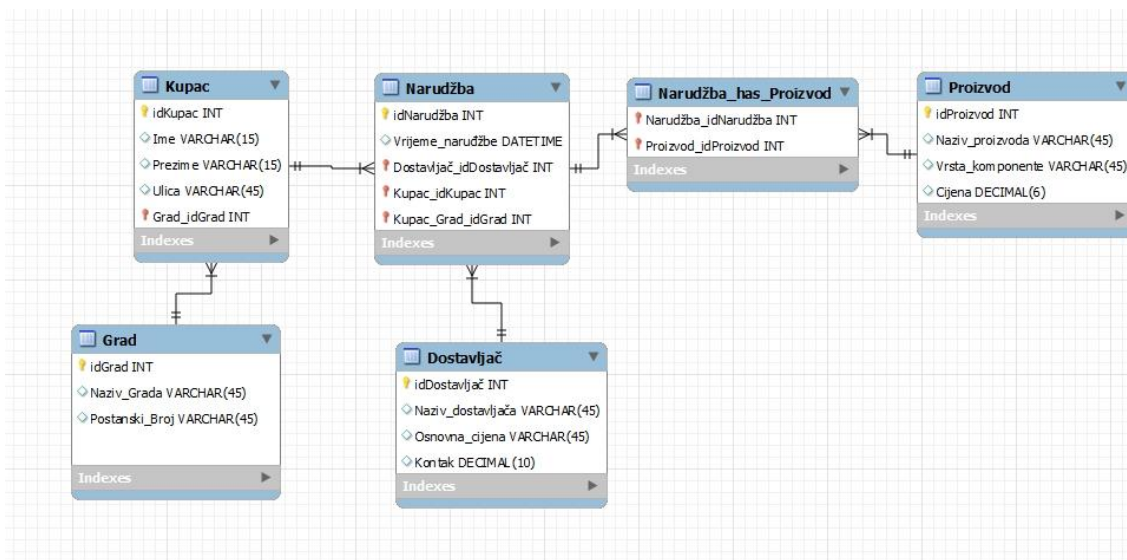 Kupac
idKupac INT
Ime VARCHAR(15)
Prezime VARCHAR(15)
Ulica VARCHAR(45)
Grad_idGrad INT
Indexes
Narudžba
idNarudžba INT
Vrijeme_naruđžbe DATETIME
Dostavljač_idDostavljač INT
Kupac_idKupac INT
Kupac_Grad_idGrad INT
Indexes
Narudžba_has_Proizvod
Narudžba_idNarudžba INT
Proizvod_idProizvod INT
Indexes
Proizvod
idProizvod INT
Naziv_proizvoda VARCHAR(45)
Vrsta_komponente VARCHAR(45)
Cijena DECIMAL(6)
Indexes
Grad
idGrad INT
Naziv_Grada VARCHAR(45)
Postanski_Broj VARCHAR(45)
Indexes
Dostavljač
idDostavljač INT
Naziv_dostavljača VARCHAR(45)
Osnovna_cijena VARCHAR(45)
Kontak DECIMAL(10)
Indexes